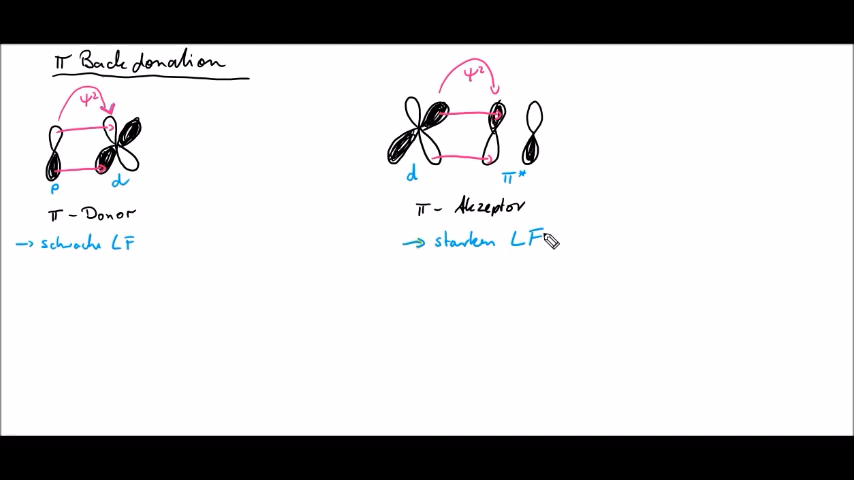 π Backdonation
ψ²
p
d
π - Donor
→ schwache LF
ψ²
d
π*
π - Akzeptor
→ starken LF